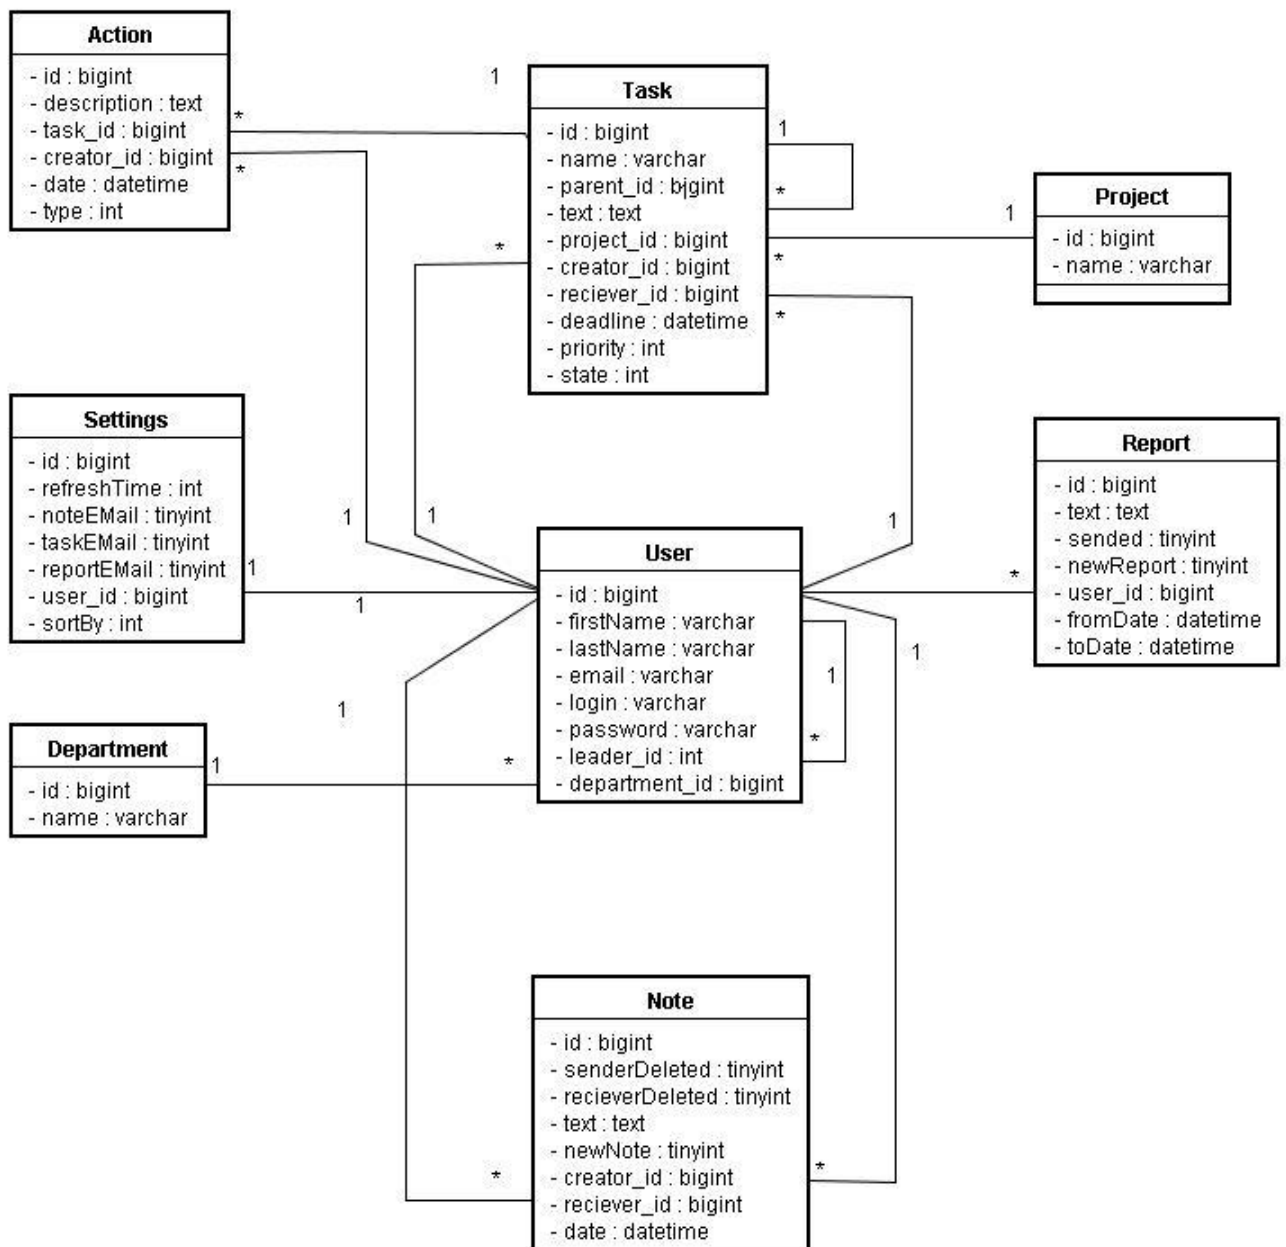 Action
- id : bigint
- description : text
- task_id : bigint
- creator_id : bigint
- date : datetime
- type : int
*
*
1
Task
- id : bigint
- name : varchar
- parent_id : bjgint
- text : text
- project_id : bigint
- creator_id : bigint
- reciever_id : bigint
- deadline : datetime
- priority : int
- state : int
1
*
*
*
*
1
Project
- id : bigint
- name : varchar
Settings
- id : bigint
- refreshTime : int
- noteEMail : tinyint
- taskEMail : tinyint
- reportEMail : tinyint
- user_id : bigint
- sortBy : int
1
1
1
1
1
User
- id : bigint
- firstName : varchar
- lastName : varchar
- email : varchar
- login : varchar
- password : varchar
- leader_id : int
- department_id : bigint
1
*
1
1
*
Report
- id : bigint
- text : text
- sended : tinyint
- newReport : tinyint
- user_id : bigint
- fromDate : datetime
- toDate : datetime
Department
- id : bigint
- name : varchar
1
*
Note
- id : bigint
- senderDeleted : tinyint
- recieverDeleted : tinyint
- text : text
- newNote : tinyint
- creator_id : bigint
- reciever_id : bigint
- date : datetime
*
*